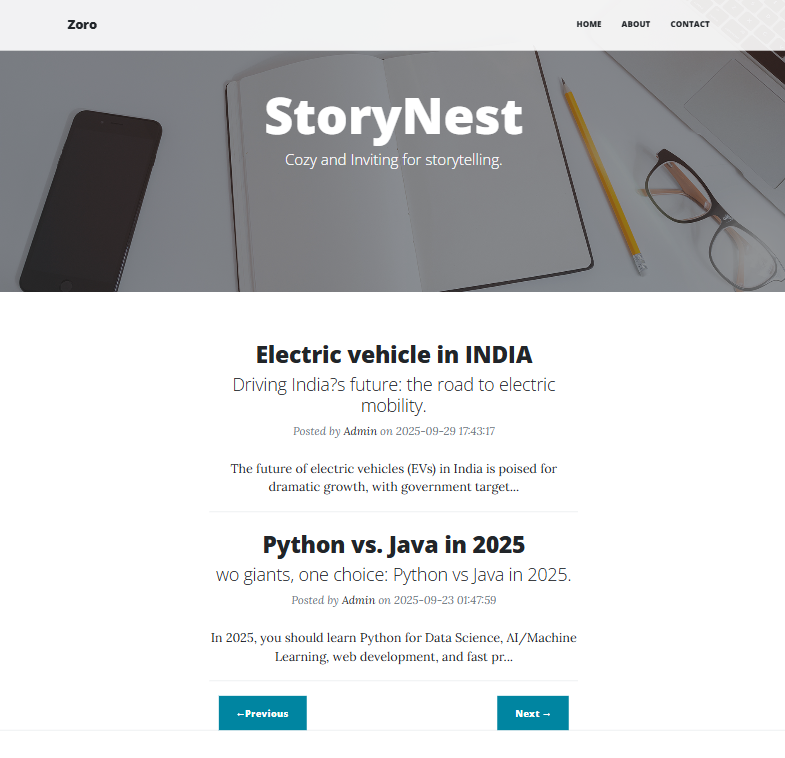 Zoro
HOME ABOUT CONTACT
StoryNest
Cozy and Inviting for storytelling.
Electric vehicle in INDIA
Driving India?s future: the road to electric
mobility.
Posted by Admin on 2025-09-29 17:43:17
The future of electric vehicles (EVs) in India is poised for
dramatic growth, with government target...
Python vs. Java in 2025
wo giants, one choice: Python vs Java in 2025.
Posted by Admin on 2025-09-23 01:47:59
In 2025, you should learn Python for Data Science, AI/Machine
Learning, web development, and fast pr...
←Previous
Next →